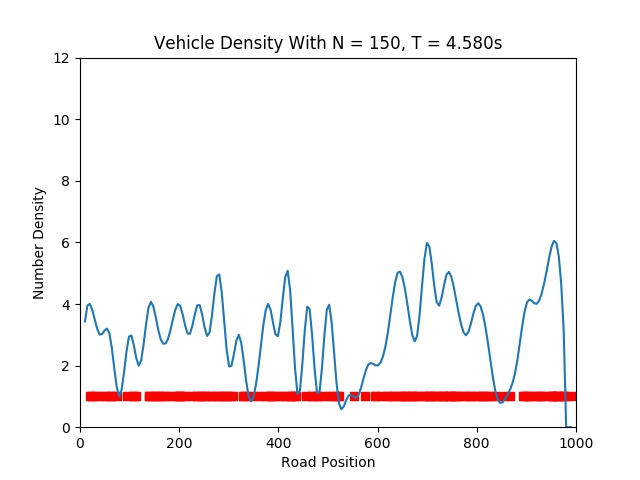 Vehicle Density With N = 150, T = 4.580s
12
10
8
6
4
2
0
Number Density
0 200 400 600 800 1000
Road Position